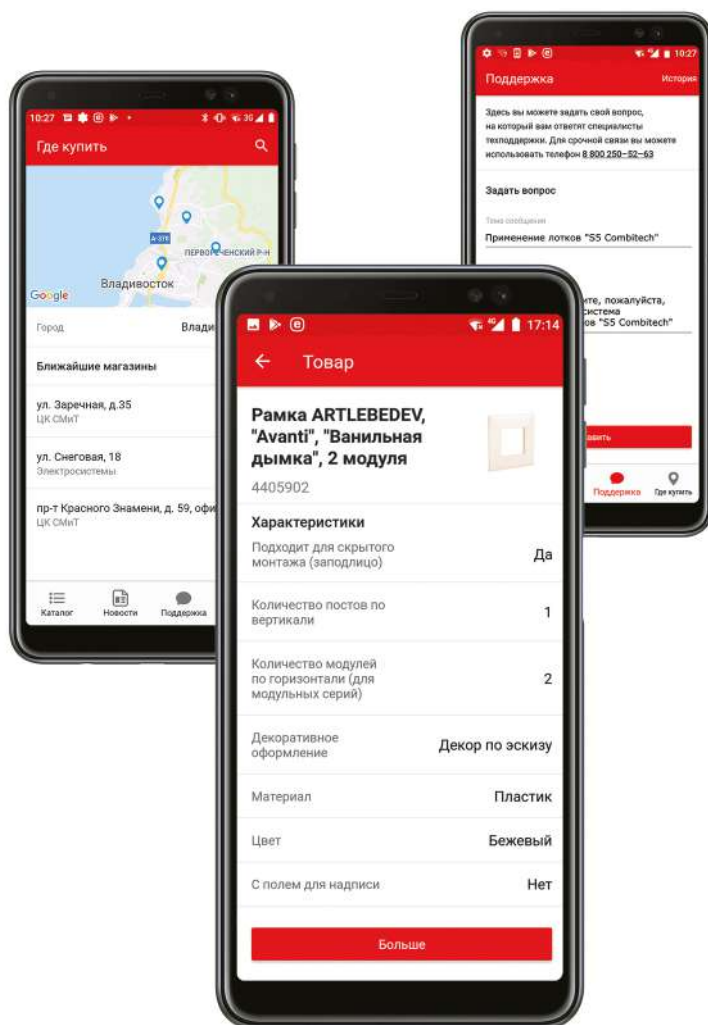 10:27
3G
Где купить
А-370
ПЕРВОРЕЧЕНСКИЙ Р-Н
Владивосток
Google
Город
Ближайшие магазины
ул. Заречная, д.35
ЦК СМиТ
ул. Снеговая, 18
Электросистемы
пр-т Красного Знамени, д. 59,
ЦК СМиТ
Каталог Новости Поддержка
10:27
Поддержка История
Здесь вы можете задать свой вопрос,
на который вам ответят специалисты
техподдержки. Для срочной связи вы можете
использовать телефон 8 800 250-52-63
Задать вопрос
Тема сообщения
Применение лотков "S5 Combitech"
пожалуйста,
"S5 Combitech"
Поддержка Где купить
4G 17:14
Товар
Рамка ARTLEBEDEV,
"Avanti", "Ванильная
дымка", 2 модуля
4405902
Характеристики
Подходит для скрытого
монтажа (заподлицо) Да
Количество постов по
вертикали 1
Количество модулей
по горизонтали (для
модульных серий) 2
Декоративное
оформление Декор по эскизу
Материал Пластик
Цвет Бежевый
С полем для надписи Нет
Больше